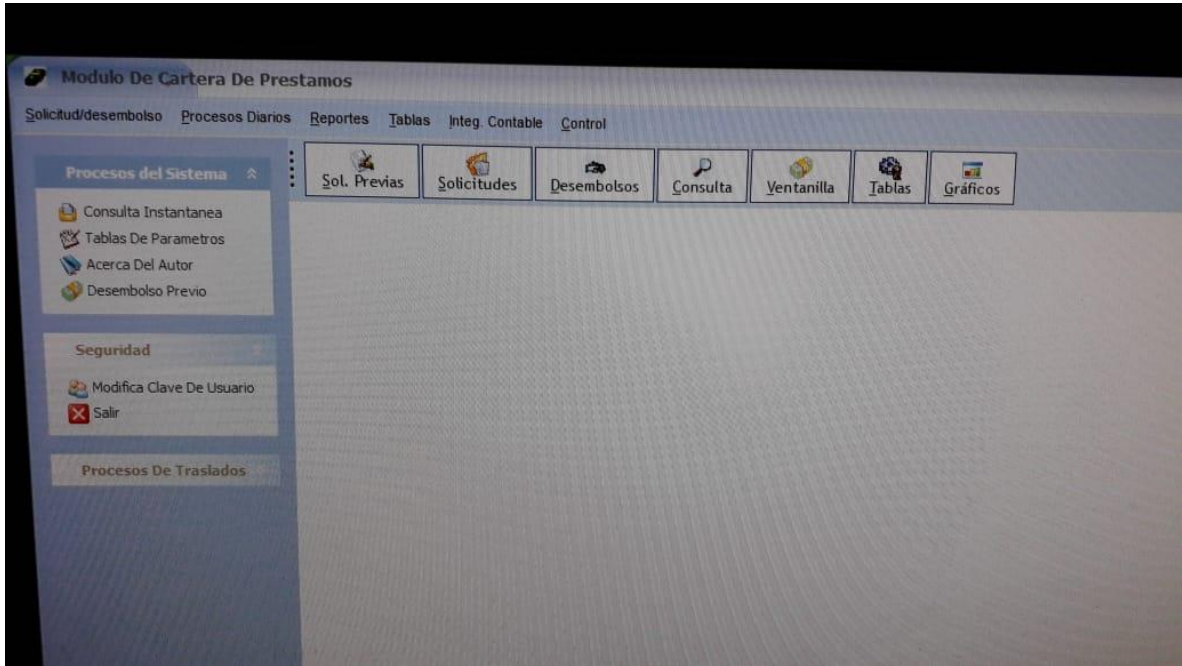 Modulo De Cartera De Prestamos
Solicitud/desembolso Procesos Diarios Reportes Tablas Integ. Contable Control
Sol. Previas Solicitudes Desembolsos Consulta Ventanilla Tablas Gráficos
Procesos del Sistema
Consulta Instantanea
Tablas De Parametros
Acerca Del Autor
Desembolso Previo
Seguridad
Modifica Clave De Usuario
Salir
Procesos De Traslados